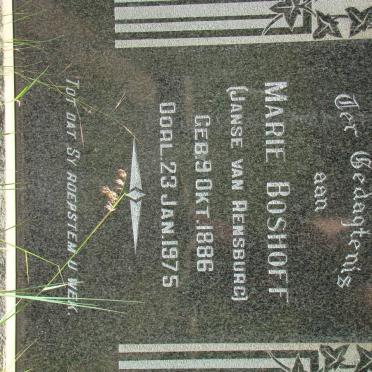 Ter Gedagtenis
aan
MARIE BOSHOFF
(JANSE VAN RENSBURG)
GEB. 9 OKT. 1886
OORL. 23 JAN. 1975
TOT DAT SY ROEPSTEM U WEK